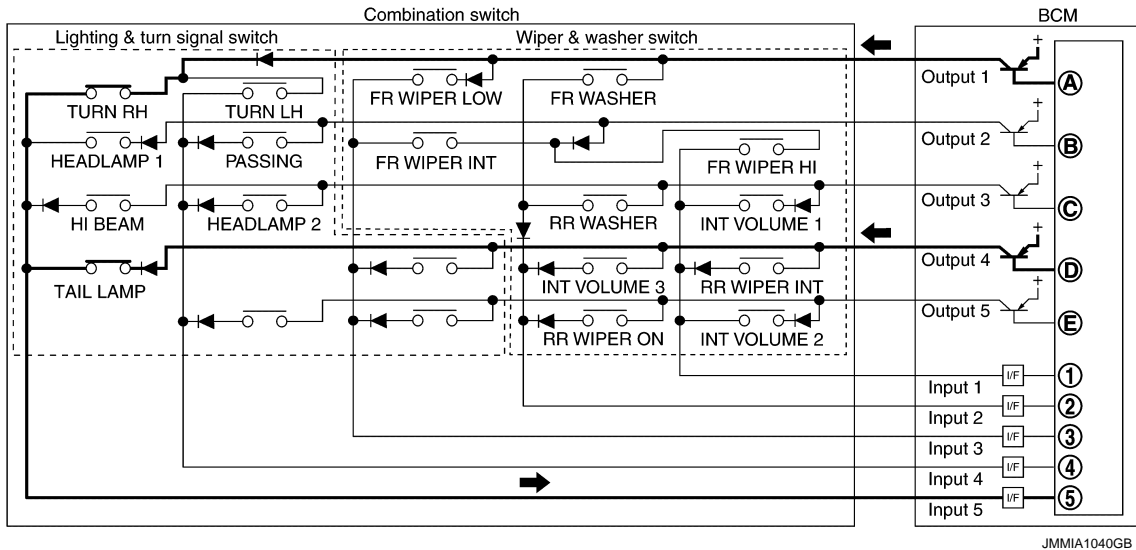 Combination switch
BCM
Lighting & turn signal switch
Wiper & washer switch
+
Output 1
A
TURN RH
TURN LH
FR WIPER LOW
FR WASHER
+
Output 2
B
HEADLAMP 1
PASSING
FR WIPER INT
FR WIPER HI
+
Output 3
C
HI BEAM
HEADLAMP 2
RR WASHER
INT VOLUME 1
+
Output 4
D
TAIL LAMP
INT VOLUME 3
RR WIPER INT
+
Output 5
E
RR WIPER ON
INT VOLUME 2
Input 1
I/F
1
Input 2
I/F
2
Input 3
I/F
3
Input 4
I/F
4
Input 5
I/F
5
JMMIA1040GB